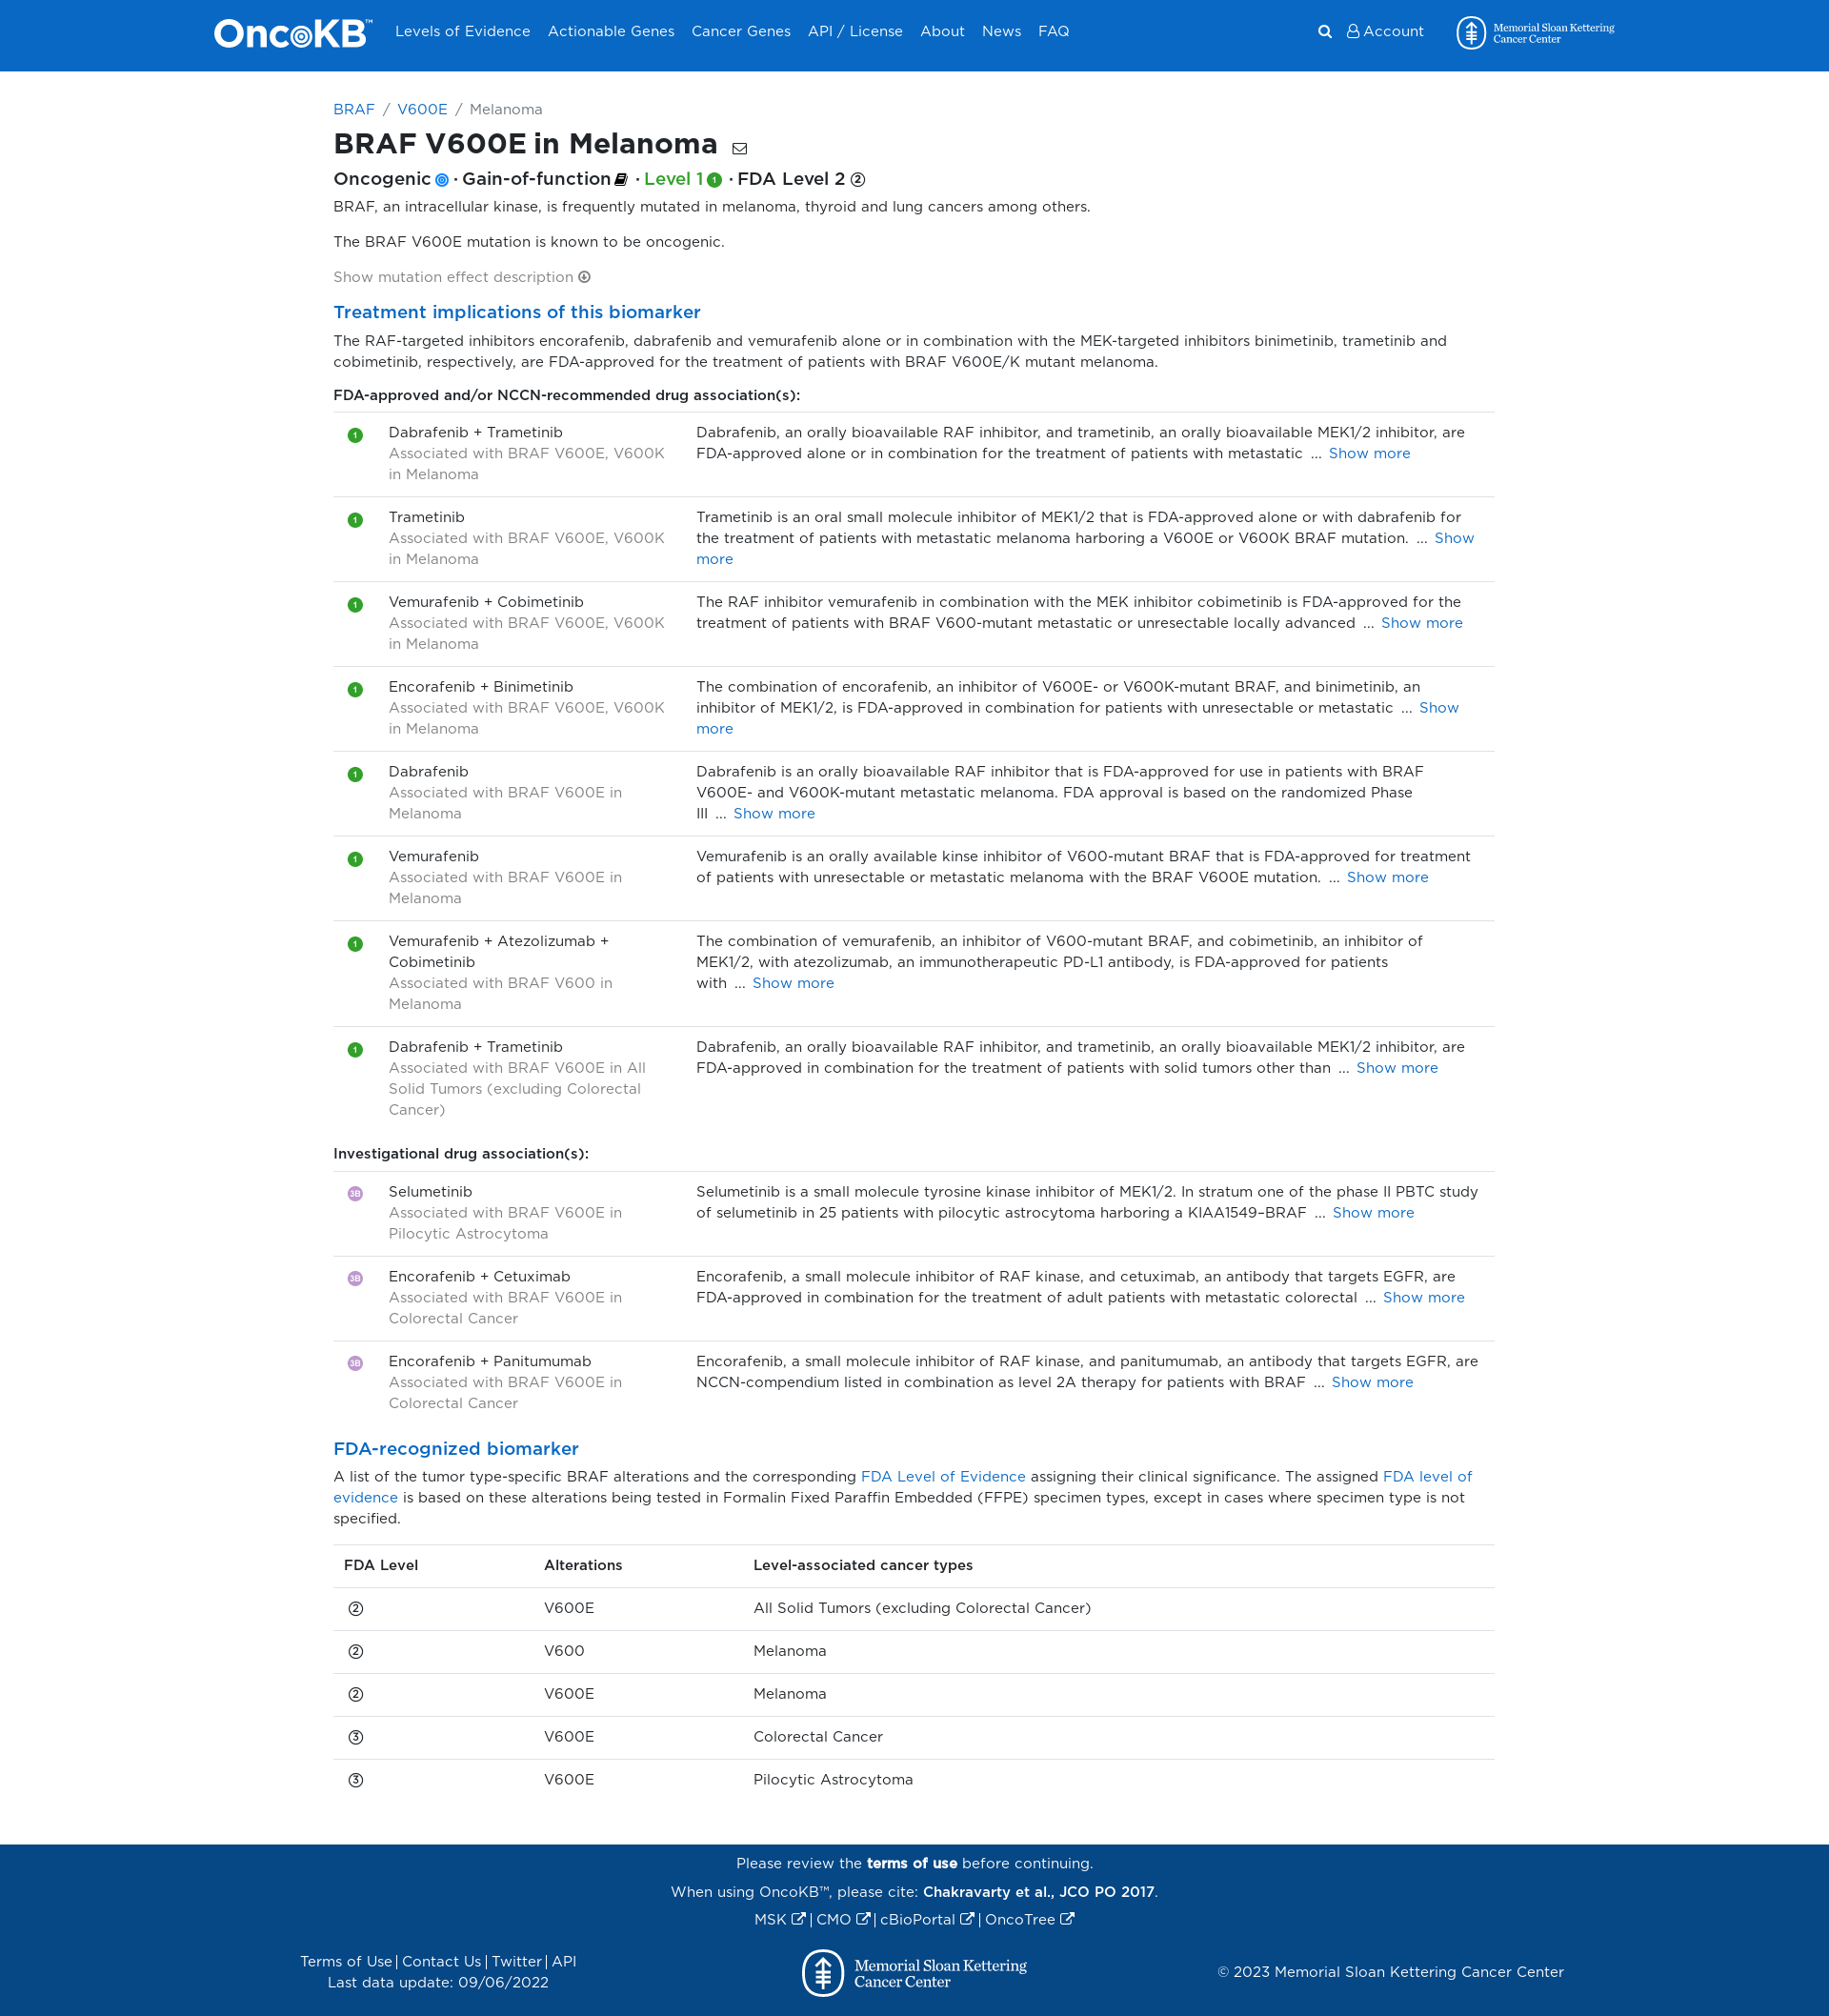 OncoKB™ Levels of Evidence Actionable Genes Cancer Genes API / License About News FAQ Account Memorial Sloan Kettering
Cancer Center
BRAF / V600E / Melanoma
BRAF V600E in Melanoma
Oncogenic · Gain-of-function · Level 1 1 · FDA Level 2 2
BRAF, an intracellular kinase, is frequently mutated in melanoma, thyroid and lung cancers among others.
The BRAF V600E mutation is known to be oncogenic.
Show mutation effect description
Treatment implications of this biomarker
The RAF-targeted inhibitors encorafenib, dabrafenib and vemurafenib alone or in combination with the MEK-targeted inhibitors binimetinib, trametinib and
cobimetinib, respectively, are FDA-approved for the treatment of patients with BRAF V600E/K mutant melanoma.
FDA-approved and/or NCCN-recommended drug association(s):
1
Dabrafenib + Trametinib
Associated with BRAF V600E, V600K
in Melanoma
Dabrafenib, an orally bioavailable RAF inhibitor, and trametinib, an orally bioavailable MEK1/2 inhibitor, are
FDA-approved alone or in combination for the treatment of patients with metastatic ... Show more
1
Trametinib
Associated with BRAF V600E, V600K
in Melanoma
Trametinib is an oral small molecule inhibitor of MEK1/2 that is FDA-approved alone or with dabrafenib for
the treatment of patients with metastatic melanoma harboring a V600E or V600K BRAF mutation. ... Show
more
1
Vemurafenib + Cobimetinib
Associated with BRAF V600E, V600K
in Melanoma
The RAF inhibitor vemurafenib in combination with the MEK inhibitor cobimetinib is FDA-approved for the
treatment of patients with BRAF V600-mutant metastatic or unresectable locally advanced ... Show more
1
Encorafenib + Binimetinib
Associated with BRAF V600E, V600K
in Melanoma
The combination of encorafenib, an inhibitor of V600E- or V600K-mutant BRAF, and binimetinib, an
inhibitor of MEK1/2, is FDA-approved in combination for patients with unresectable or metastatic ... Show
more
1
Dabrafenib
Associated with BRAF V600E in
Melanoma
Dabrafenib is an orally bioavailable RAF inhibitor that is FDA-approved for use in patients with BRAF
V600E- and V600K-mutant metastatic melanoma. FDA approval is based on the randomized Phase
III ... Show more
1
Vemurafenib
Associated with BRAF V600E in
Melanoma
Vemurafenib is an orally available kinse inhibitor of V600-mutant BRAF that is FDA-approved for treatment
of patients with unresectable or metastatic melanoma with the BRAF V600E mutation. ... Show more
1
Vemurafenib + Atezolizumab +
Cobimetinib
Associated with BRAF V600 in
Melanoma
The combination of vemurafenib, an inhibitor of V600-mutant BRAF, and cobimetinib, an inhibitor of
MEK1/2, with atezolizumab, an immunotherapeutic PD-L1 antibody, is FDA-approved for patients
with ... Show more
1
Dabrafenib + Trametinib
Associated with BRAF V600E in All
Solid Tumors (excluding Colorectal
Cancer)
Dabrafenib, an orally bioavailable RAF inhibitor, and trametinib, an orally bioavailable MEK1/2 inhibitor, are
FDA-approved in combination for the treatment of patients with solid tumors other than ... Show more
Investigational drug association(s):
3B
Selumetinib
Associated with BRAF V600E in
Pilocytic Astrocytoma
Selumetinib is a small molecule tyrosine kinase inhibitor of MEK1/2. In stratum one of the phase II PBTC study
of selumetinib in 25 patients with pilocytic astrocytoma harboring a KIAA1549–BRAF ... Show more
3B
Encorafenib + Cetuximab
Associated with BRAF V600E in
Colorectal Cancer
Encorafenib, a small molecule inhibitor of RAF kinase, and cetuximab, an antibody that targets EGFR, are
FDA-approved in combination for the treatment of adult patients with metastatic colorectal ... Show more
3B
Encorafenib + Panitumumab
Associated with BRAF V600E in
Colorectal Cancer
Encorafenib, a small molecule inhibitor of RAF kinase, and panitumumab, an antibody that targets EGFR, are
NCCN-compendium listed in combination as level 2A therapy for patients with BRAF ... Show more
FDA-recognized biomarker
A list of the tumor type-specific BRAF alterations and the corresponding FDA Level of Evidence assigning their clinical significance. The assigned FDA level of
evidence is based on these alterations being tested in Formalin Fixed Paraffin Embedded (FFPE) specimen types, except in cases where specimen type is not
specified.
FDA Level Alterations Level-associated cancer types
2 V600E All Solid Tumors (excluding Colorectal Cancer)
2 V600 Melanoma
2 V600E Melanoma
3 V600E Colorectal Cancer
3 V600E Pilocytic Astrocytoma
Please review the terms of use before continuing.
When using OncoKB™, please cite: Chakravarty et al., JCO PO 2017.
MSK | CMO | cBioPortal | OncoTree
Terms of Use | Contact Us | Twitter | API
Last data update: 09/06/2022
Memorial Sloan Kettering
Cancer Center
© 2023 Memorial Sloan Kettering Cancer Center